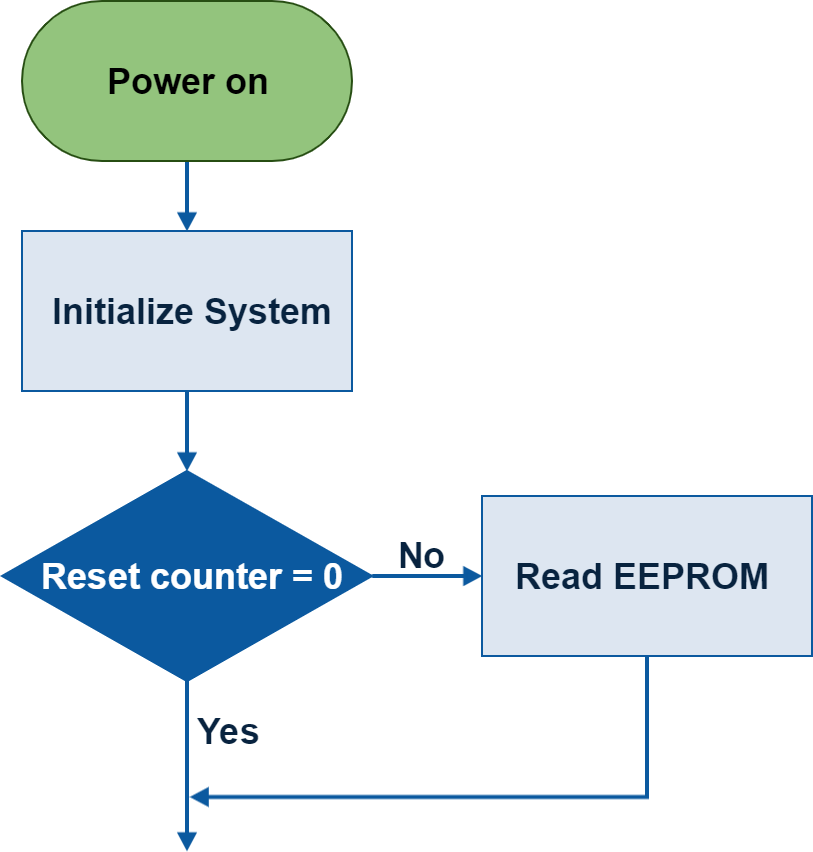 Power on
Initialize System
Reset counter = 0
No
Read EEPROM
Yes